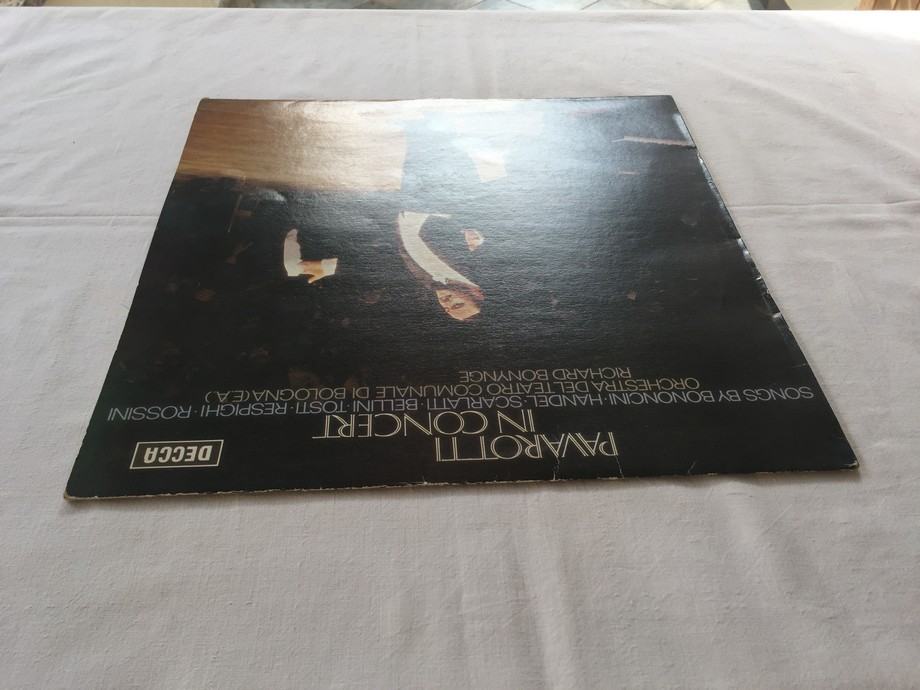 PAVAROTTI
IN CONCERT
DECCA
SONGS BY BONONCINI · HANDEL · SCARLATTI · BELLINI · TOSTI · RESPIGHI · ROSSINI
ORCHESTRA DEL TEATRO COMUNALE DI BOLOGNA (E.A.)
RICHARD BONYNGE